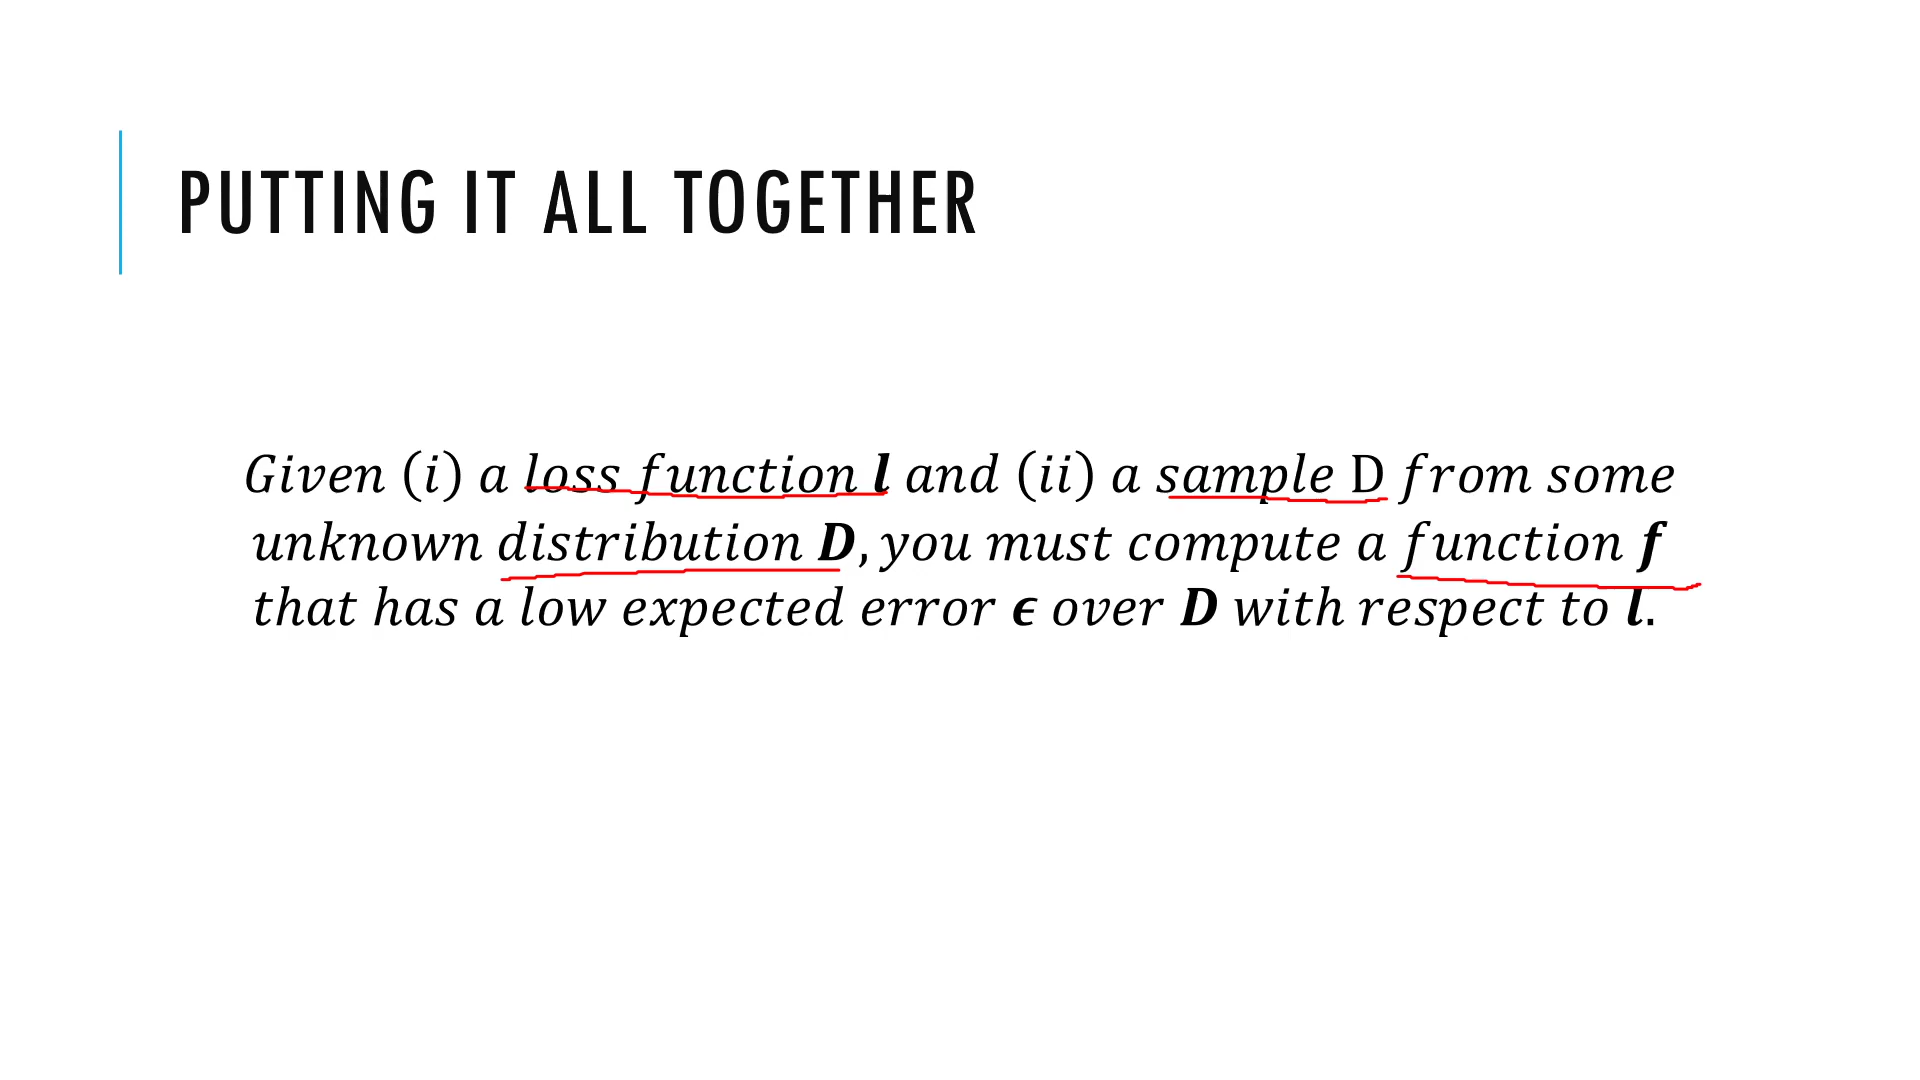 PUTTING IT ALL TOGETHER
Given (i) a loss function l and (ii) a sample D from some
unknown distribution D, you must compute a function f
that has a low expected error ϵ over D with respect to l.